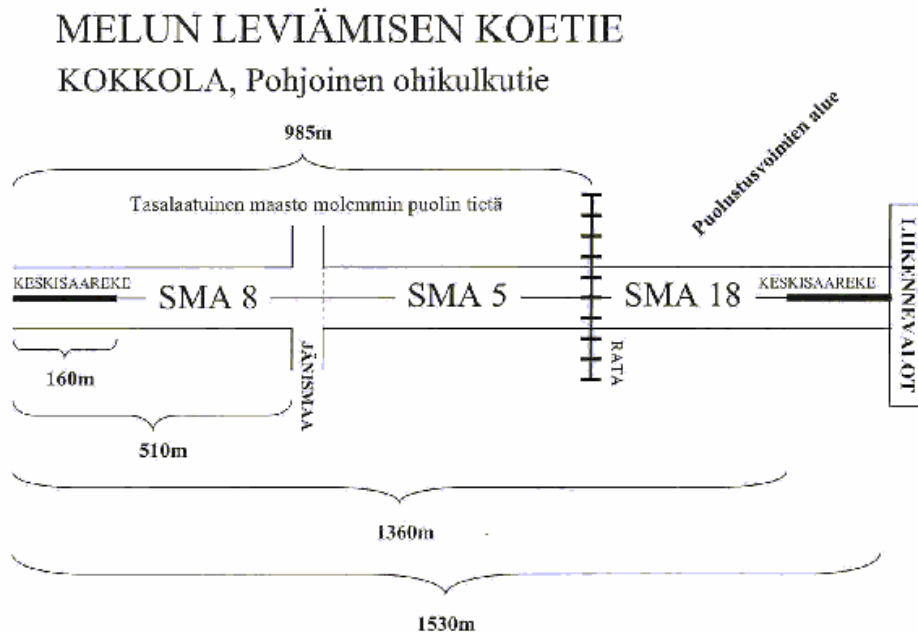 MELUN LEVIÄMISEN KOETIE
KOKKOLA, Pohjoinen ohikulkutie
985m
Puolustusvoimien alue
Tasalaatuinen maasto molemmin puolin tietä
KESKISAAREKE
SMA 8
SMA 5
SMA 18
KESKISAAREKE
LIIKENNEVALOT
JÄNISMAA
RATA
160m
510m
1360m
1530m